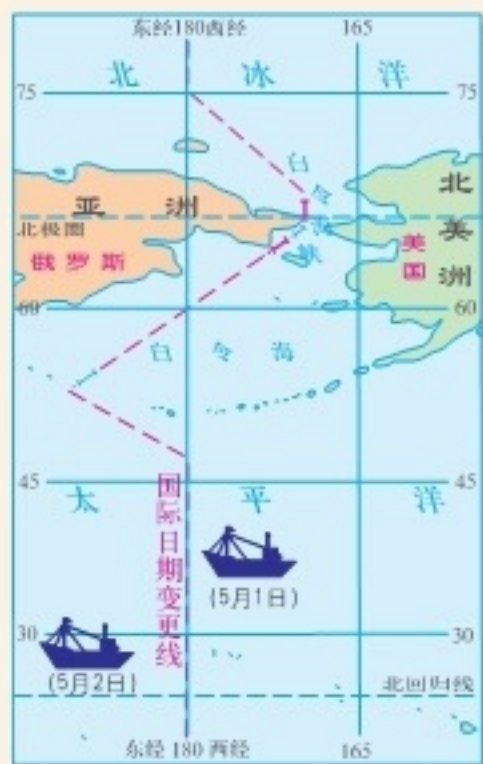 东经180西经 165
北冰洋
75 75
白令海峡
亚洲
北美洲
北极圈
俄罗斯
美国
60 60
白令海
45 45
太平洋
国际日期变更线
(5月1日)
30 30
(5月2日)
北回归线
东经 180 西经 165